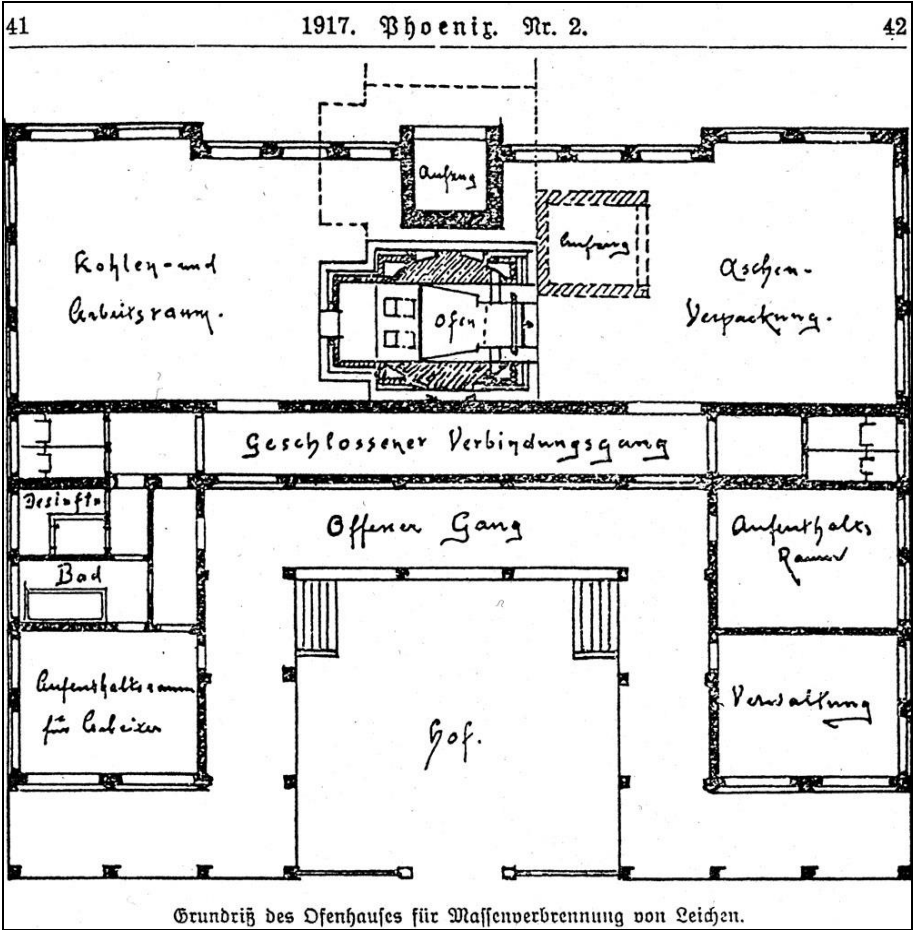 41 1917. Phoenix. Nr. 2. 42
Aufzug
Kohlen- und
Arbeitsraum.
Ofen
Aufzug
Aschen-
Verpackung.
Geschlossener Verbindungsgang
Desinftn
Bad
Offener Gang
Aufenthalts
Raum
Aufenthaltsraum
für Arbeiter
Hof.
Verwaltung
Grundriß des Ofenhauses für Massenverbrennung von Leichen.